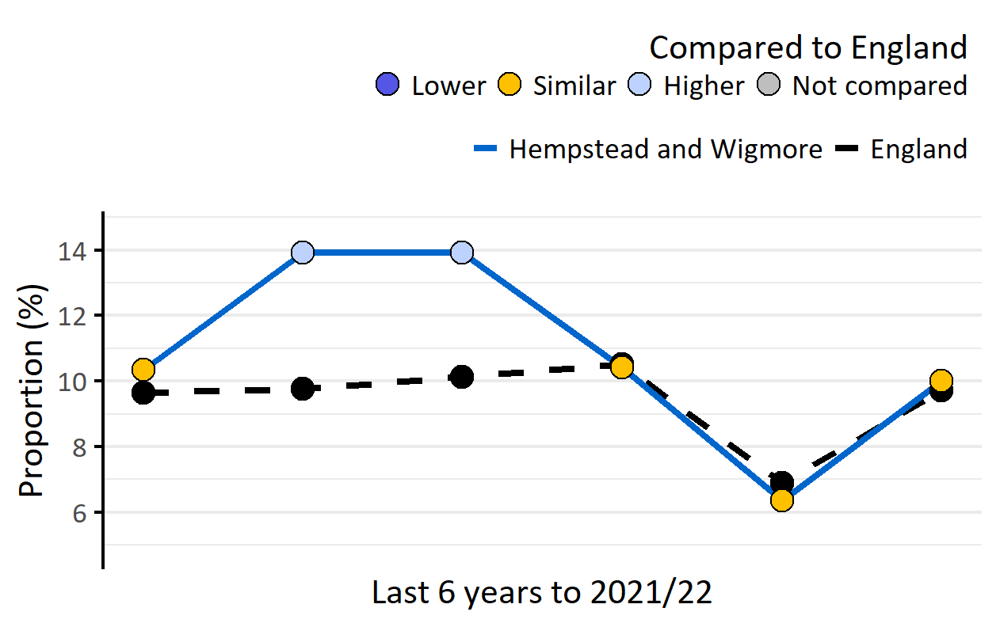 Compared to England
Lower Similar Higher Not compared
Hempstead and Wigmore England
Proportion (%)
14
12
10
8
6
Last 6 years to 2021/22